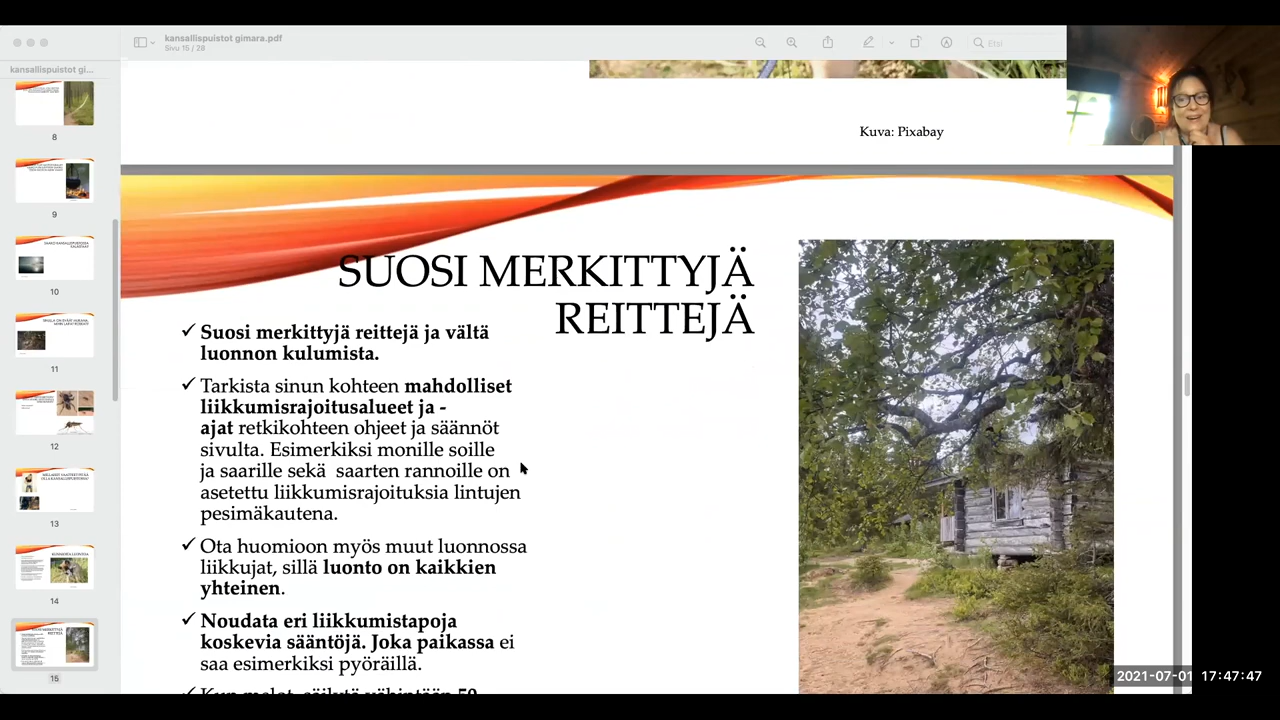 kansallispuistot gimara.pdf
Sivu 15 / 28
Etsi
kansallispuistot gi...
8
9
10
11
12
13
14
15
Kuva: Pixabay
SUOSI MERKITTYJÄ
REITTEJÄ
✓ Suosi merkittyjä reittejä ja vältä
luonnon kulumista.
✓ Tarkista sinun kohteen mahdolliset
liikkumisrajoitusalueet ja -
ajat retkikohteen ohjeet ja säännöt
sivulta. Esimerkiksi monille soille
ja saarille sekä saarten rannoille on
asetettu liikkumisrajoituksia lintujen
pesimäkautena.
✓ Ota huomioon myös muut luonnossa
liikkujat, sillä luonto on kaikkien
yhteinen.
✓ Noudata eri liikkumistapoja
koskevia sääntöjä. Joka paikassa ei
saa esimerkiksi pyöräillä.
2021-07-01 17:47:47